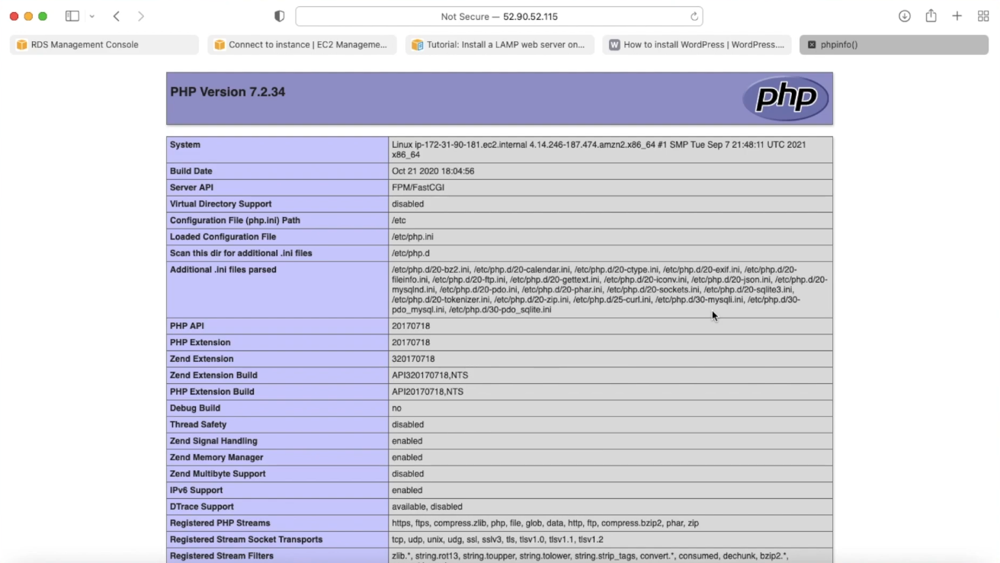 Not Secure — 52.90.52.115
RDS Management Console
Connect to instance | EC2 Manageme...
Tutorial: Install a LAMP web server on...
W How to install WordPress | WordPress....
phpinfo()
PHP Version 7.2.34
php
System
Linux ip-172-31-90-181.ec2.internal 4.14.246-187.474.amzn2.x86_64 #1 SMP Tue Sep 7 21:48:11 UTC 2021
x86_64
Build Date
Oct 21 2020 18:04:56
Server API
FPM/FastCGI
Virtual Directory Support
disabled
Configuration File (php.ini) Path
/etc
Loaded Configuration File
/etc/php.ini
Scan this dir for additional .ini files
/etc/php.d
Additional .ini files parsed
/etc/php.d/20-bz2.ini, /etc/php.d/20-calendar.ini, /etc/php.d/20-ctype.ini, /etc/php.d/20-exif.ini, /etc/php.d/20-
fileinfo.ini, /etc/php.d/20-ftp.ini, /etc/php.d/20-gettext.ini, /etc/php.d/20-iconv.ini, /etc/php.d/20-json.ini, /etc/php.d/20-
mysqlnd.ini, /etc/php.d/20-pdo.ini, /etc/php.d/20-phar.ini, /etc/php.d/20-sockets.ini, /etc/php.d/20-sqlite3.ini,
/etc/php.d/20-tokenizer.ini, /etc/php.d/20-zip.ini, /etc/php.d/25-curl.ini, /etc/php.d/30-mysqli.ini, /etc/php.d/30-
pdo_mysql.ini, /etc/php.d/30-pdo_sqlite.ini
PHP API
20170718
PHP Extension
20170718
Zend Extension
320170718
Zend Extension Build
API320170718,NTS
PHP Extension Build
API20170718,NTS
Debug Build
no
Thread Safety
disabled
Zend Signal Handling
enabled
Zend Memory Manager
enabled
Zend Multibyte Support
disabled
IPv6 Support
enabled
DTrace Support
available, disabled
Registered PHP Streams
https, ftps, compress.zlib, php, file, glob, data, http, ftp, compress.bzip2, phar, zip
Registered Stream Socket Transports
tcp, udp, unix, udg, ssl, sslv3, tls, tlsv1.0, tlsv1.1, tlsv1.2
Registered Stream Filters
zlib.*, string.rot13, string.toupper, string.tolower, string.strip_tags, convert.*, consumed, dechunk, bzip2.*,